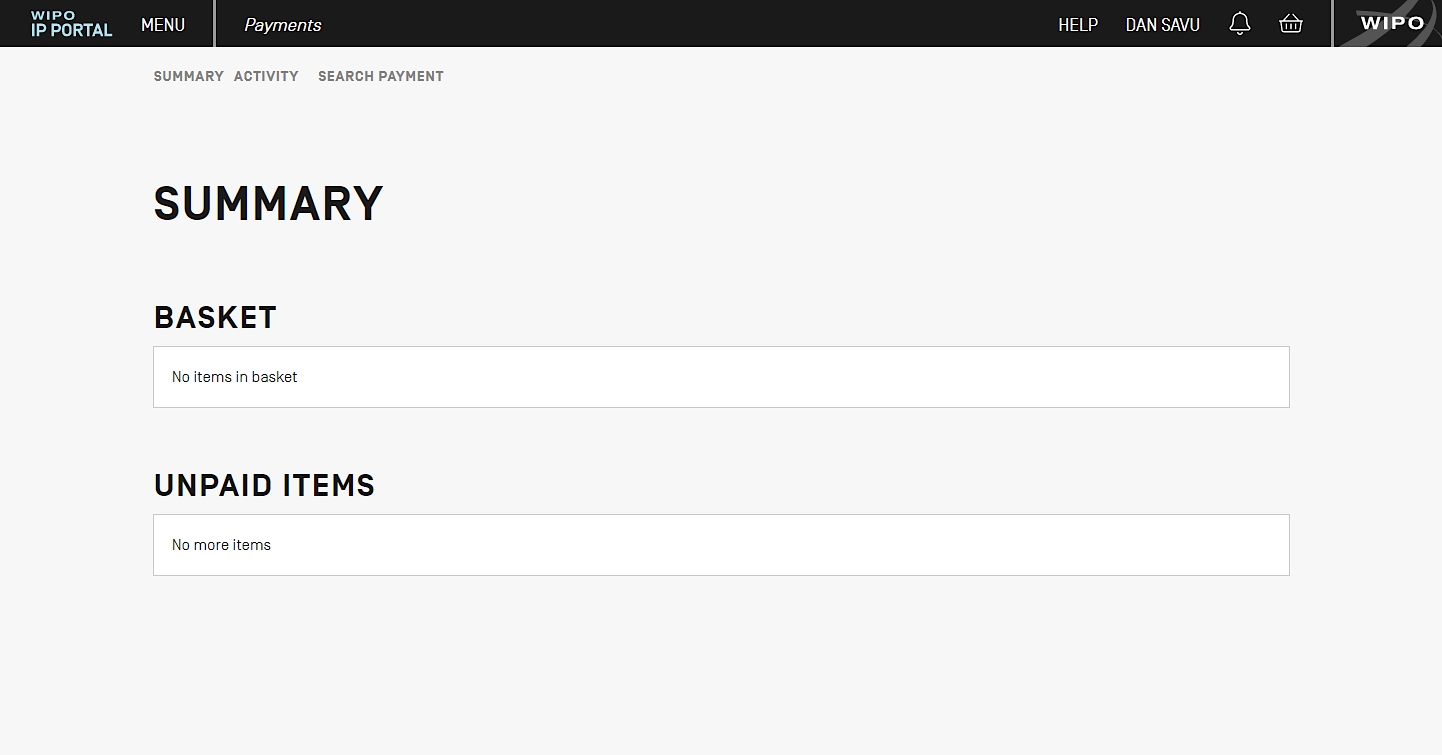 WIPO
IP PORTAL
MENU
Payments
HELP
DAN SAVU
WIPO
SUMMARY ACTIVITY SEARCH PAYMENT
SUMMARY
BASKET
No items in basket
UNPAID ITEMS
No more items